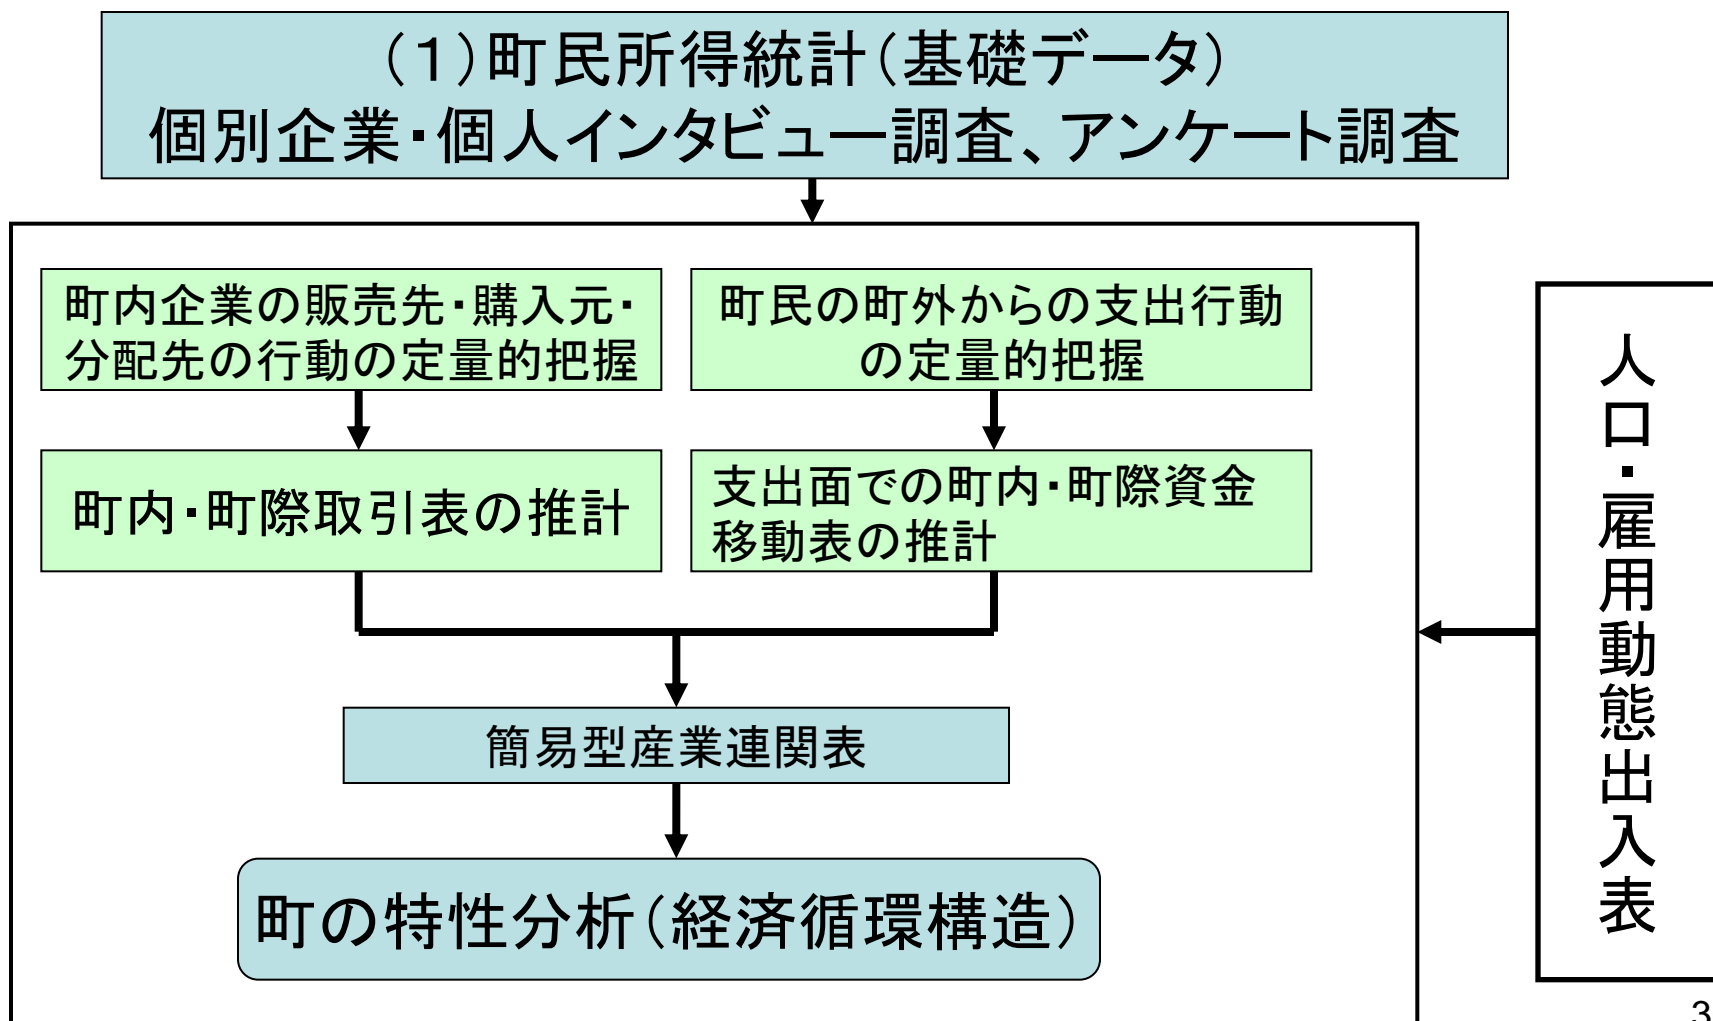 （１）町民所得統計（基礎データ）
個別企業・個人インタビュー調査、アンケート調査
町内企業の販売先・購入元・
分配先の行動の定量的把握
町民の町外からの支出行動
の定量的把握
町内・町際取引表の推計
支出面での町内・町際資金
移動表の推計
簡易型産業連関表
町の特性分析（経済循環構造）
人口・雇用動態出入表
3